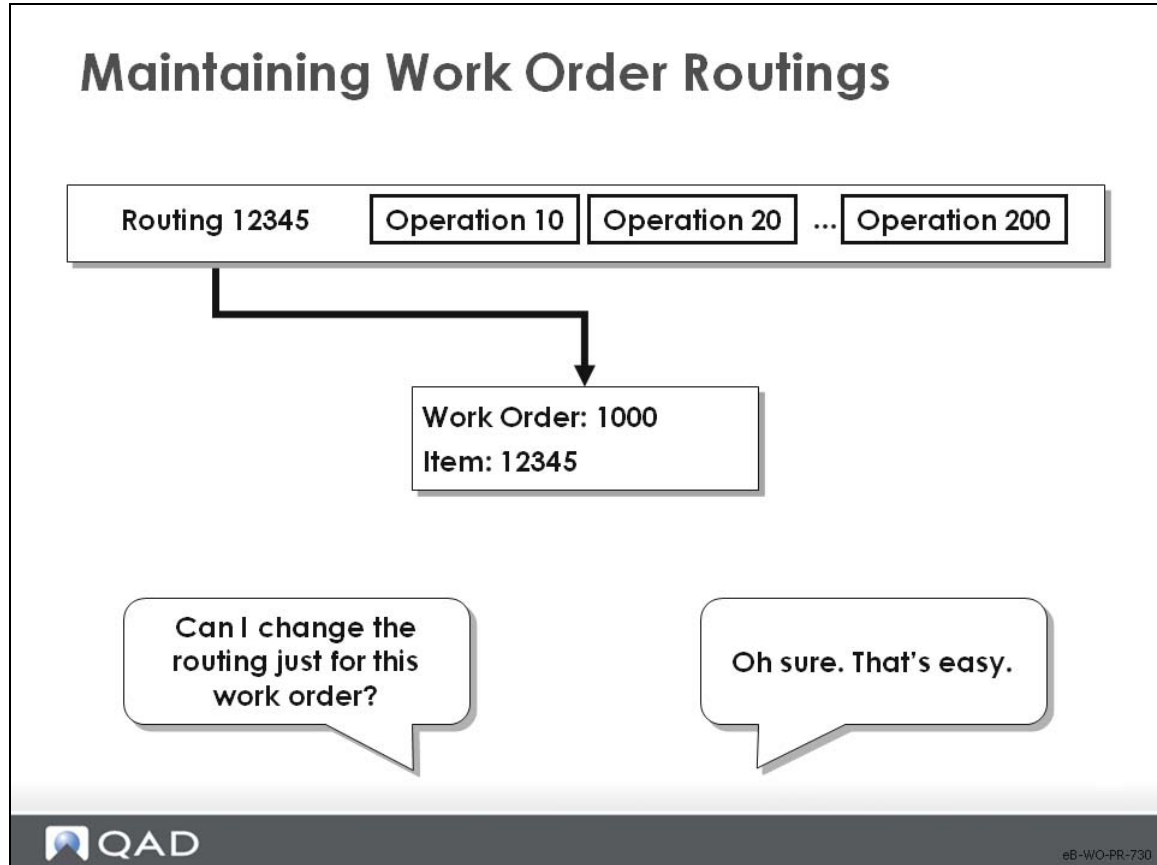 Maintaining Work Order Routings
Routing 12345 Operation 10 Operation 20 ... Operation 200
Work Order: 1000
Item: 12345
Can I change the
routing just for this
work order?
Oh sure. That's easy.
QAD
eB-WO-PR-730